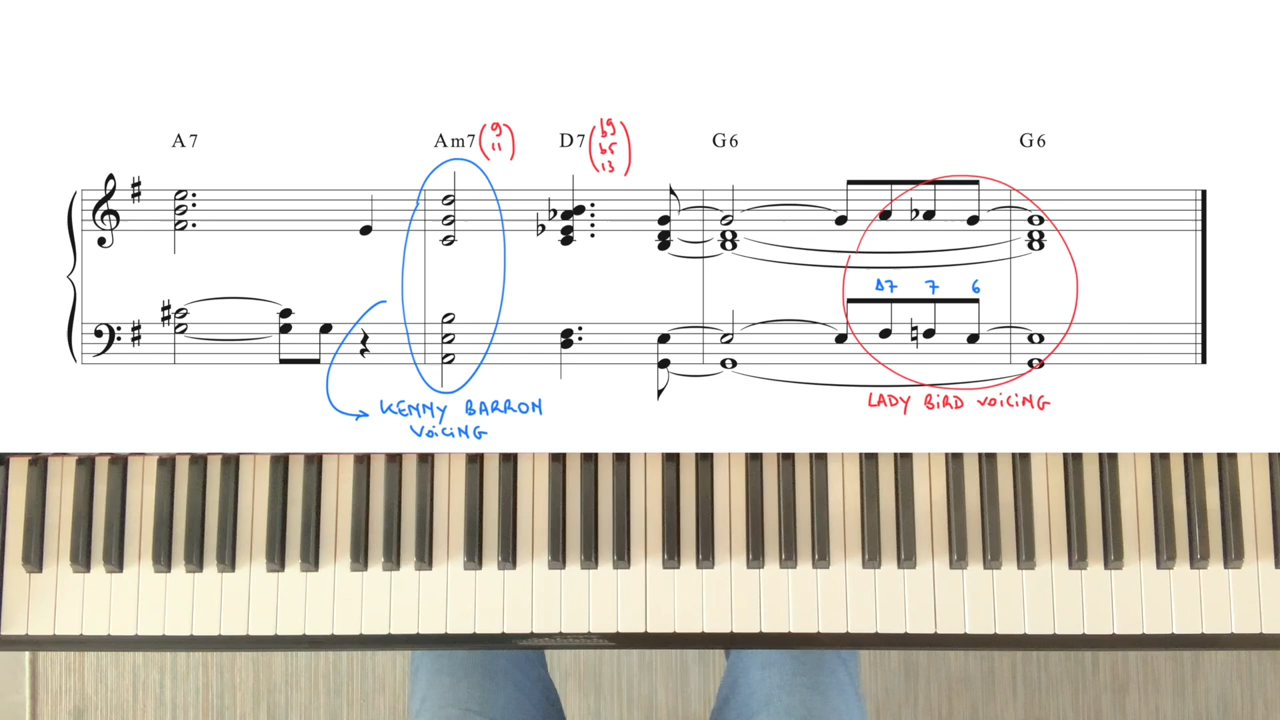 A7
Am7(9 11)
D7(b9 b5 13)
G6
G6
Δ7 7 6
KENNY BARRON
VOICING
LADY BIRD VOICING